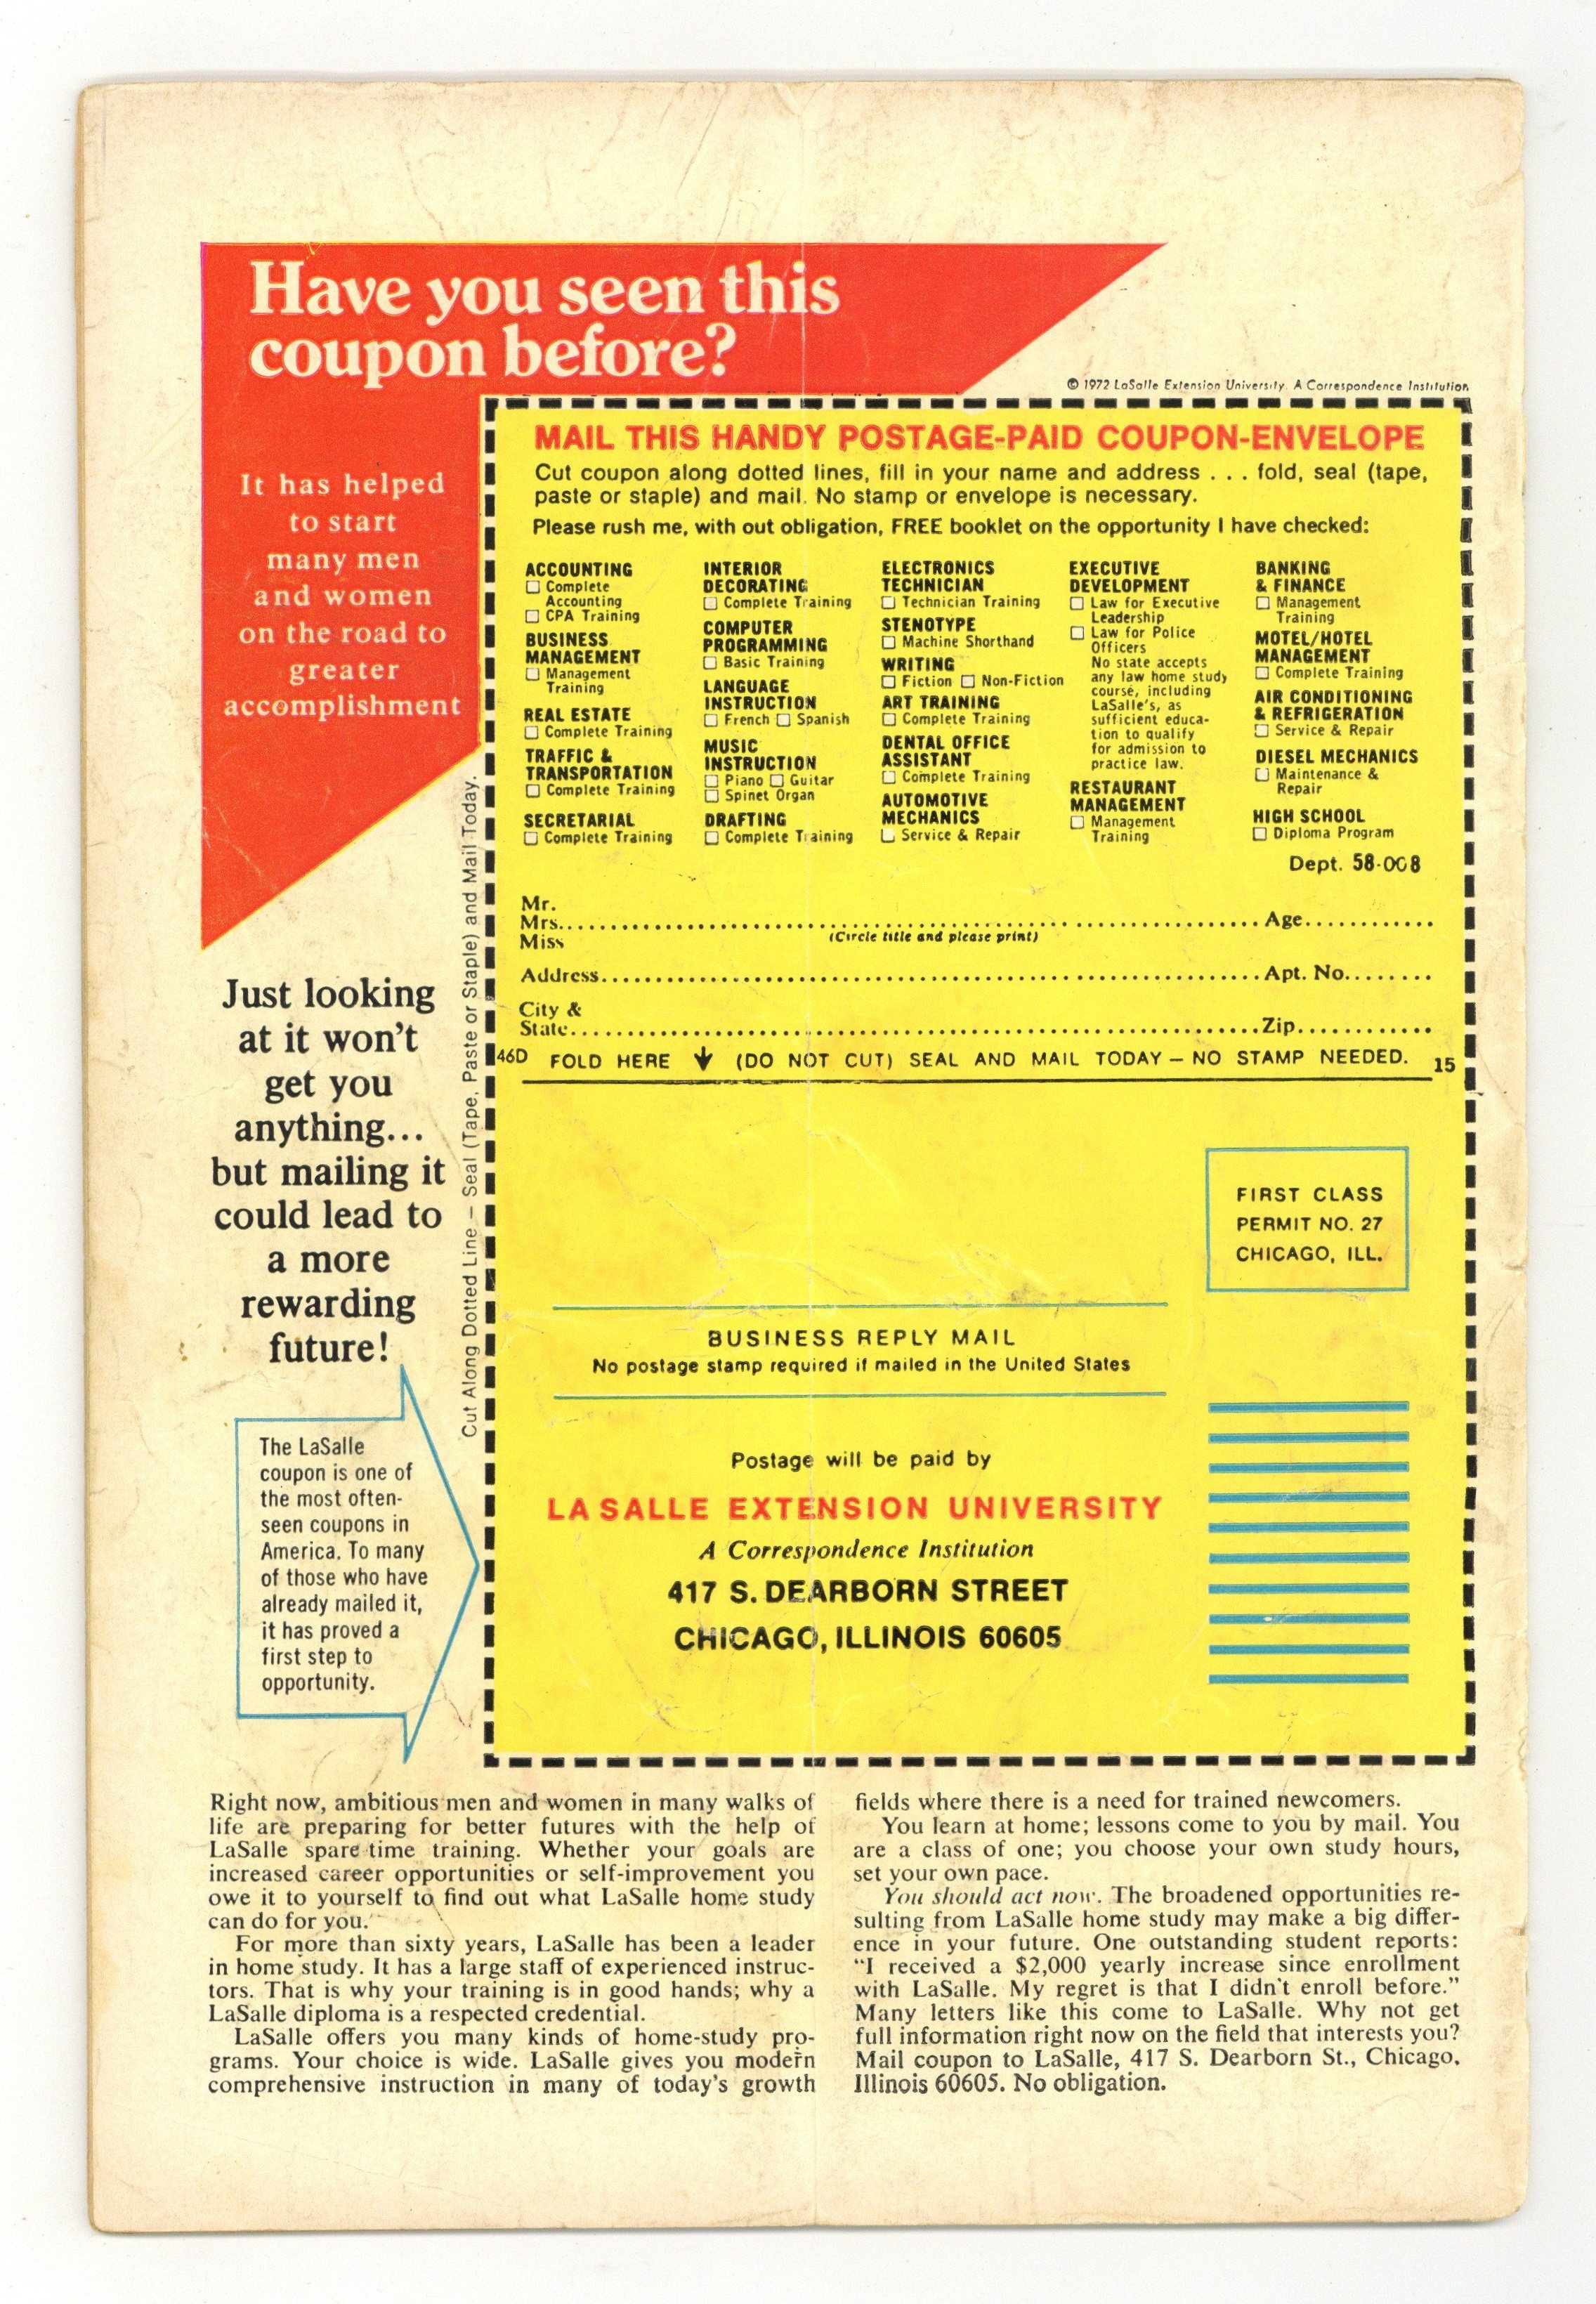 Have you seen this
coupon before?
© 1972 LaSalle Extension University. A Correspondence Institution
It has helped
to start
many men
and women
on the road to
greater
accomplishment
Just looking
at it won't
get you
anything...
but mailing it
could lead to
a more
rewarding
future!
The LaSalle
coupon is one of
the most often-
seen coupons in
America. To many
of those who have
already mailed it,
it has proved a
first step to
opportunity.
Cut Along Dotted Line – Seal (Tape, Paste or Staple) and Mail Today.
MAIL THIS HANDY POSTAGE-PAID COUPON-ENVELOPE
Cut coupon along dotted lines, fill in your name and address . . . fold, seal (tape,
paste or staple) and mail. No stamp or envelope is necessary.
Please rush me, with out obligation, FREE booklet on the opportunity I have checked:
ACCOUNTING
☐ Complete
Accounting
☐ CPA Training
BUSINESS
MANAGEMENT
☐ Management
Training
REAL ESTATE
☐ Complete Training
TRAFFIC &
TRANSPORTATION
☐ Complete Training
SECRETARIAL
☐ Complete Training
INTERIOR
DECORATING
☐ Complete Training
COMPUTER
PROGRAMMING
☐ Basic Training
LANGUAGE
INSTRUCTION
☐ French ☐ Spanish
MUSIC
INSTRUCTION
☐ Piano ☐ Guitar
☐ Spinet Organ
DRAFTING
☐ Complete Training
ELECTRONICS
TECHNICIAN
☐ Technician Training
STENOTYPE
☐ Machine Shorthand
WRITING
☐ Fiction ☐ Non-Fiction
ART TRAINING
☐ Complete Training
DENTAL OFFICE
ASSISTANT
☐ Complete Training
AUTOMOTIVE
MECHANICS
☐ Service & Repair
EXECUTIVE
DEVELOPMENT
☐ Law for Executive
Leadership
☐ Law for Police
Officers
No state accepts
any law home study
course, including
LaSalle's, as
sufficient educa-
tion to qualify
for admission to
practice law.
RESTAURANT
MANAGEMENT
☐ Management
Training
BANKING
& FINANCE
☐ Management
Training
MOTEL/HOTEL
MANAGEMENT
☐ Complete Training
AIR CONDITIONING
& REFRIGERATION
☐ Service & Repair
DIESEL MECHANICS
☐ Maintenance &
Repair
HIGH SCHOOL
☐ Diploma Program
Dept. 58-008
Mr.
Mrs. Age
Miss (Circle title and please print)
Address Apt. No.
City &
State Zip
46D FOLD HERE ↓ (DO NOT CUT) SEAL AND MAIL TODAY – NO STAMP NEEDED. 15
FIRST CLASS
PERMIT NO. 27
CHICAGO, ILL.
BUSINESS REPLY MAIL
No postage stamp required if mailed in the United States
Postage will be paid by
LA SALLE EXTENSION UNIVERSITY
A Correspondence Institution
417 S. DEARBORN STREET
CHICAGO, ILLINOIS 60605
Right now, ambitious men and women in many walks of
life are preparing for better futures with the help of
LaSalle spare time training. Whether your goals are
increased career opportunities or self-improvement you
owe it to yourself to find out what LaSalle home study
can do for you.
For more than sixty years, LaSalle has been a leader
in home study. It has a large staff of experienced instruc-
tors. That is why your training is in good hands; why a
LaSalle diploma is a respected credential.
LaSalle offers you many kinds of home-study pro-
grams. Your choice is wide. LaSalle gives you modern
comprehensive instruction in many of today's growth
fields where there is a need for trained newcomers.
You learn at home; lessons come to you by mail. You
are a class of one; you choose your own study hours,
set your own pace.
You should act now. The broadened opportunities re-
sulting from LaSalle home study may make a big differ-
ence in your future. One outstanding student reports:
“I received a $2,000 yearly increase since enrollment
with LaSalle. My regret is that I didn't enroll before.”
Many letters like this come to LaSalle. Why not get
full information right now on the field that interests you?
Mail coupon to LaSalle, 417 S. Dearborn St., Chicago,
Illinois 60605. No obligation.